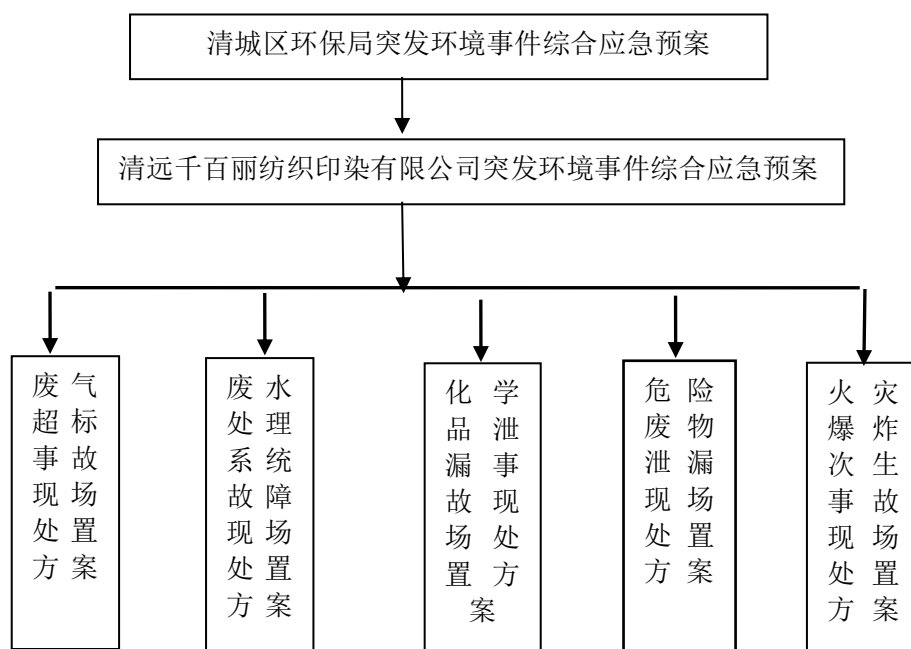 清城区环保局突发环境事件综合应急预案
清远千百丽纺织印染有限公司突发环境事件综合应急预案
废气
超标
事故
现场
处置
方案
废水
处理
系统
故障
现场
处置
方案
化学
品泄
漏事
故现
场处
置方
案
危险
废物
泄漏
现场
处置
方案
火灾
爆炸
次生
事故
现场
处置
方案